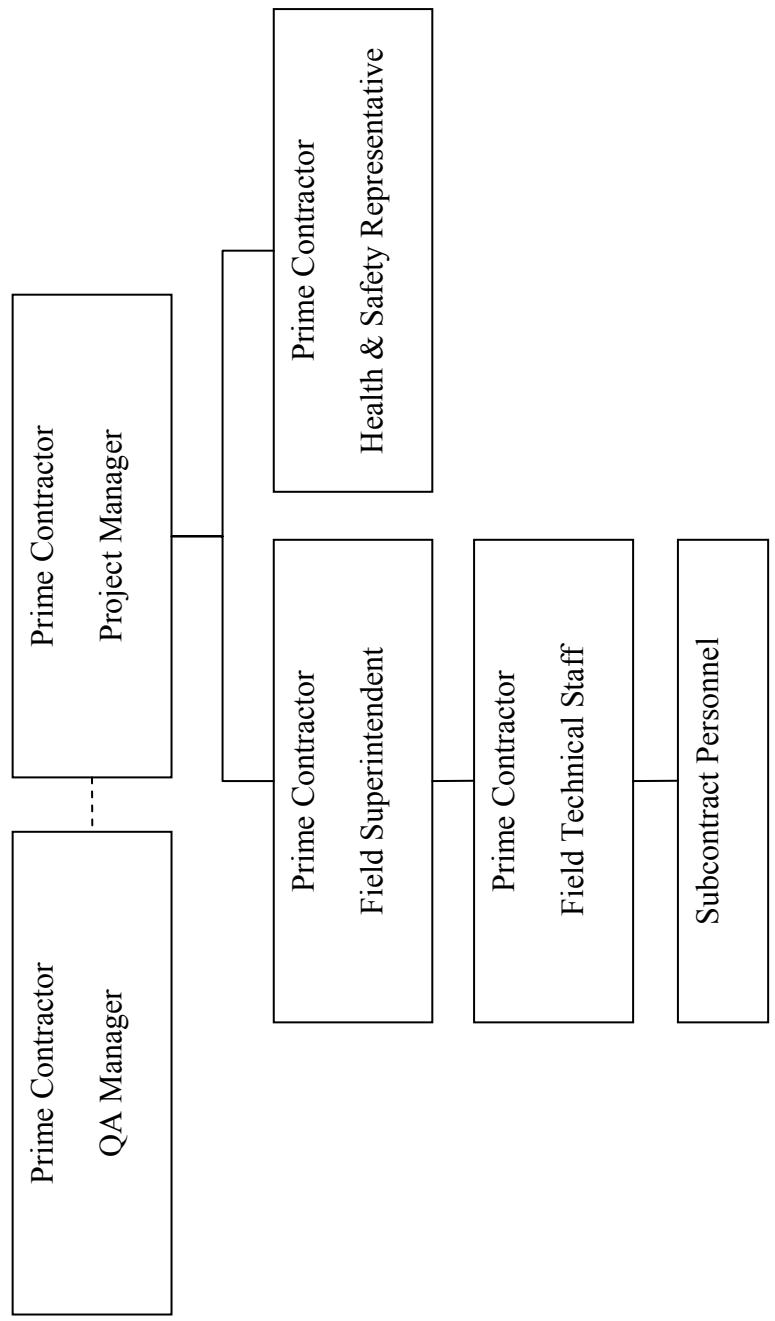 Prime Contractor
QA Manager
Prime Contractor
Project Manager
Prime Contractor
Field Superintendent
Prime Contractor
Health & Safety Representative
Prime Contractor
Field Technical Staff
Subcontract Personnel